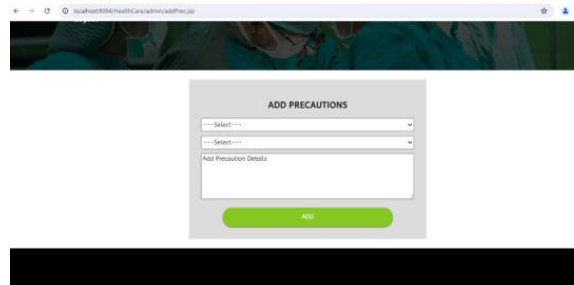 localhost:8084/HealthCare/admin/addPrec.jsp
ADD PRECAUTIONS
---Select---
---Select---
Add Precaution Details
ADD